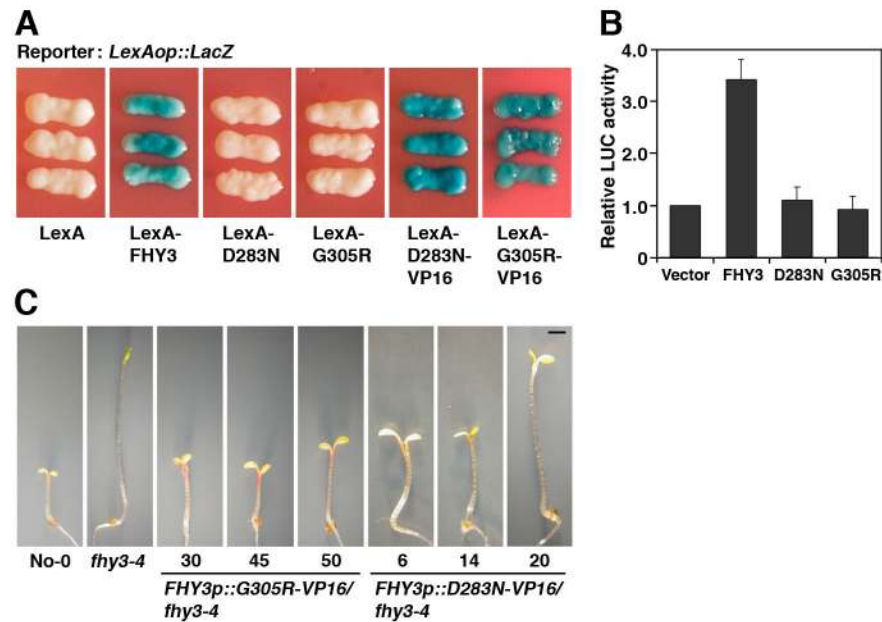 A
Reporter: LexAop::LacZ
LexA
LexA-
FHY3
LexA-
D283N
LexA-
G305R
LexA-
D283N-
VP16
LexA-
G305R-
VP16
B
Relative LUC activity
4.0
3.0
2.0
1.0
0
Vector FHY3 D283N G305R
C
No-0 fhy3-4 30 45 50 6 14 20
FHY3p::G305R-VP16/
fhy3-4
FHY3p::D283N-VP16/
fhy3-4